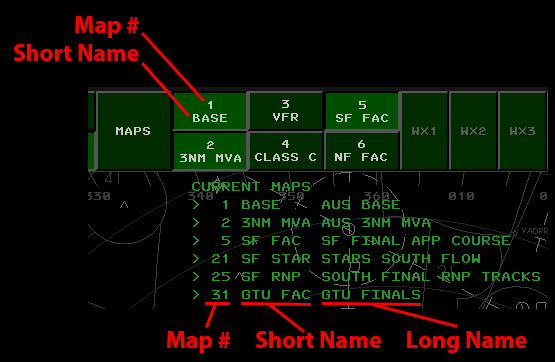 Map #
Short Name
MAPS
1
BASE
3
VFR
5
SF FAC
WX1
WX2
WX3
2
3NM MVA
4
CLASS C
6
NF FAC
CURRENT MAPS
330 340 350 360 010 0
> 1 BASE AUS BASE
> 2 3NM MVA AUS 3NM MVA
> 5 SF FAC SF FINAL APP COURSE
> 21 SF STAR STARS SOUTH FLOW
> 25 SF RNP SOUTH FINAL RNP TRACKS
> 31 GTU FAC GTU FINALS
Map # Short Name Long Name